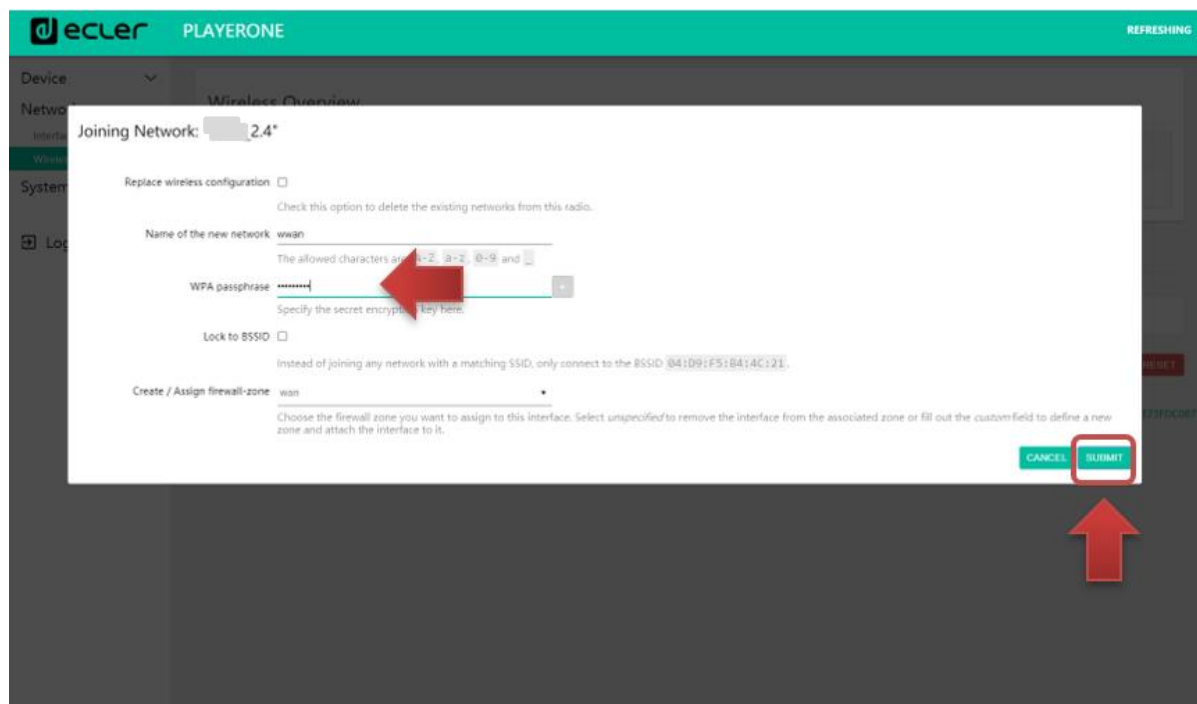 ecler PLAYERONE REFRESHING
Device
Wireless Overview
Joining Network: 2.4"
Replace wireless configuration
Check this option to delete the existing networks from this radio.
Name of the new network wwan
The allowed characters are A-Z, a-z, 0-9 and _
WPA passphrase •••••••••
Specify the secret encryption key here.
Lock to BSSID
Instead of joining any network with a matching SSID, only connect to the BSSID 04:D9:F5:B4:4C:21.
RESET
Create / Assign firewall-zone wan
Choose the firewall zone you want to assign to this interface. Select unspecified to remove the interface from the associated zone or fill out the custom field to define a new
zone and attach the interface to it.
CANCEL SUBMIT